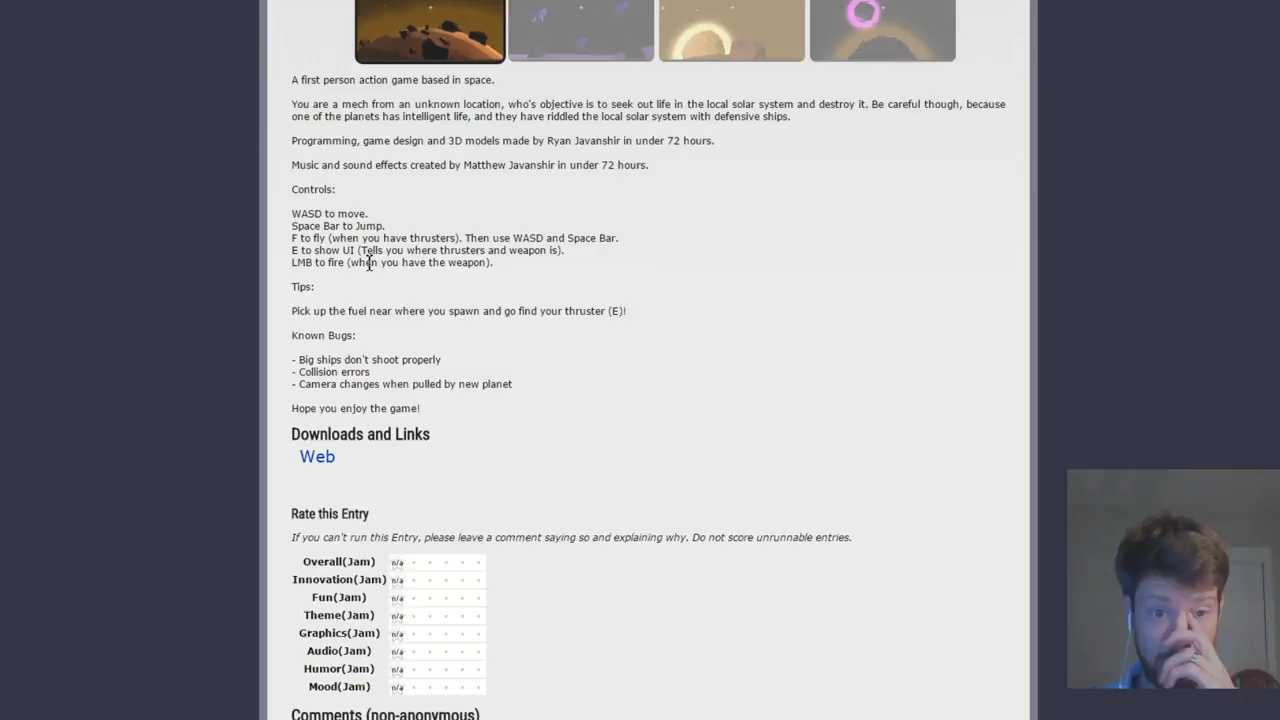 A first person action game based in space.
You are a mech from an unknown location, who's objective is to seek out life in the local solar system and destroy it. Be careful though, because
one of the planets has intelligent life, and they have riddled the local solar system with defensive ships.
Programming, game design and 3D models made by Ryan Javanshir in under 72 hours.
Music and sound effects created by Matthew Javanshir in under 72 hours.
Controls:
WASD to move.
Space Bar to Jump.
F to fly (when you have thrusters). Then use WASD and Space Bar.
E to show UI (Tells you where thrusters and weapon is).
LMB to fire (when you have the weapon).
Tips:
Pick up the fuel near where you spawn and go find your thruster (E)!
Known Bugs:
- Big ships don't shoot properly
- Collision errors
- Camera changes when pulled by new planet
Hope you enjoy the game!
Downloads and Links
Web
Rate this Entry
If you can't run this Entry, please leave a comment saying so and explaining why. Do not score unrunnable entries.
Overall(Jam) n/a
Innovation(Jam) n/a
Fun(Jam) n/a
Theme(Jam) n/a
Graphics(Jam) n/a
Audio(Jam) n/a
Humor(Jam) n/a
Mood(Jam) n/a
Comments (non-anonymous)